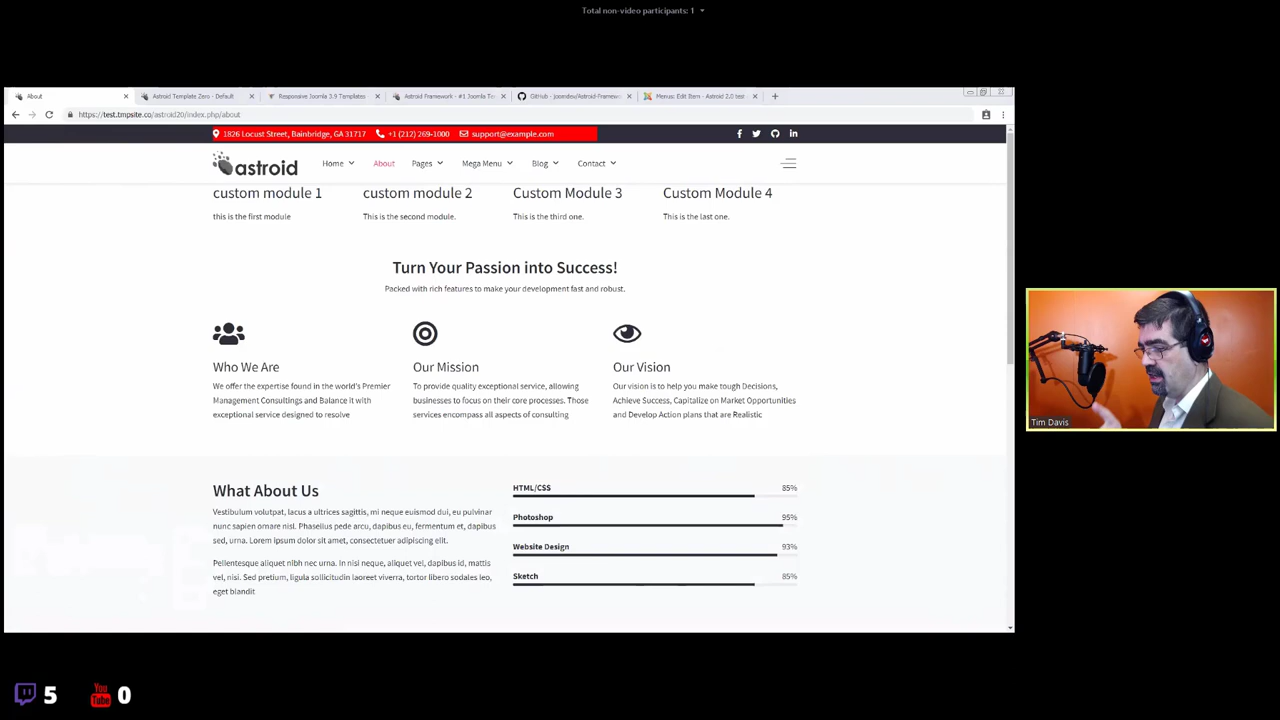 Total non-video participants: 1
About
Astroid Template Zero - Default
Responsive Joomla 3.9 Templates
Astroid Framework - #1 Joomla Te
GitHub - joomdev/Astroid-Framewo
Menus: Edit Item - Astroid 2.0 test
https://test.tmpsite.co/astroid20/index.php/about
1826 Locust Street, Bainbridge, GA 31717 +1 (212) 269-1000 support@example.com
astroid Home About Pages Mega Menu Blog Contact
custom module 1 custom module 2 Custom Module 3 Custom Module 4
this is the first module This is the second module. This is the third one. This is the last one.
Turn Your Passion into Success!
Packed with rich features to make your development fast and robust.
Who We Are
We offer the expertise found in the world's Premier
Management Consultings and Balance it with
exceptional service designed to resolve
Our Mission
To provide quality exceptional service, allowing
businesses to focus on their core processes. Those
services encompass all aspects of consulting
Our Vision
Our vision is to help you make tough Decisions,
Achieve Success, Capitalize on Market Opportunities
and Develop Action plans that are Realistic
What About Us
Vestibulum volutpat, lacus a ultrices sagittis, mi neque euismod dui, eu pulvinar
nunc sapien ornare nisl. Phasellus pede arcu, dapibus eu, fermentum et, dapibus
sed, urna. Lorem ipsum dolor sit amet, consectetuer adipiscing elit.
Pellentesque aliquet nibh nec urna. In nisi neque, aliquet vel, dapibus id, mattis
vel, nisi. Sed pretium, ligula sollicitudin laoreet viverra, tortor libero sodales leo,
eget blandit
HTML/CSS 85%
Photoshop 95%
Website Design 93%
Sketch 85%
Tim Davis
5 You Tube 0